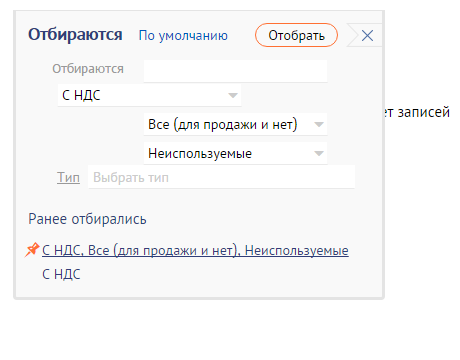 Отбираются По умолчанию Отобрать
Отбираются
С НДС
ет записей
Все (для продажи и нет)
Неиспользуемые
Тип Выбрать тип
Ранее отбирались
С НДС, Все (для продажи и нет), Неиспользуемые
С НДС